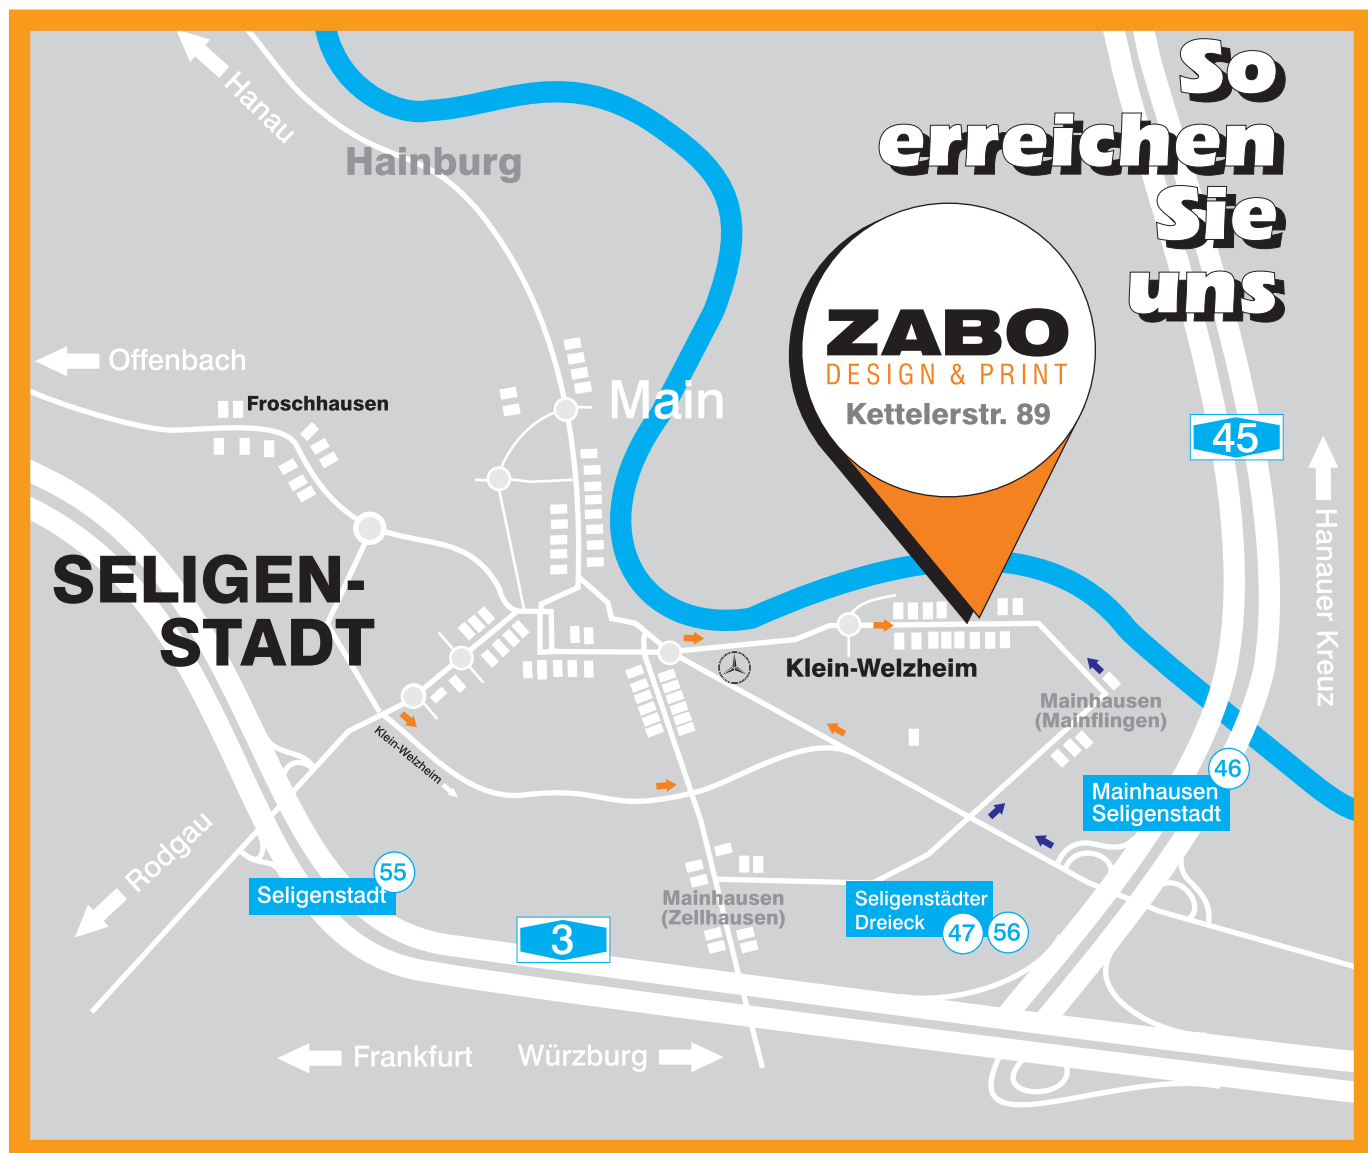 So
erreichen
Sie
uns
Hanau
Hainburg
ZABO
DESIGN & PRINT
Kettelerstr. 89
Offenbach
Froschhausen
Main
45
Hanauer Kreuz
SELIGEN-
STADT
Klein-Welzheim
Mainhausen
(Mainflingen)
Klein-Welzheim
46
Mainhausen
Seligenstadt
Rodgau
55
Seligenstadt
Mainhausen
(Zellhausen)
Seligenstädter
Dreieck
47
56
3
Frankfurt
Würzburg